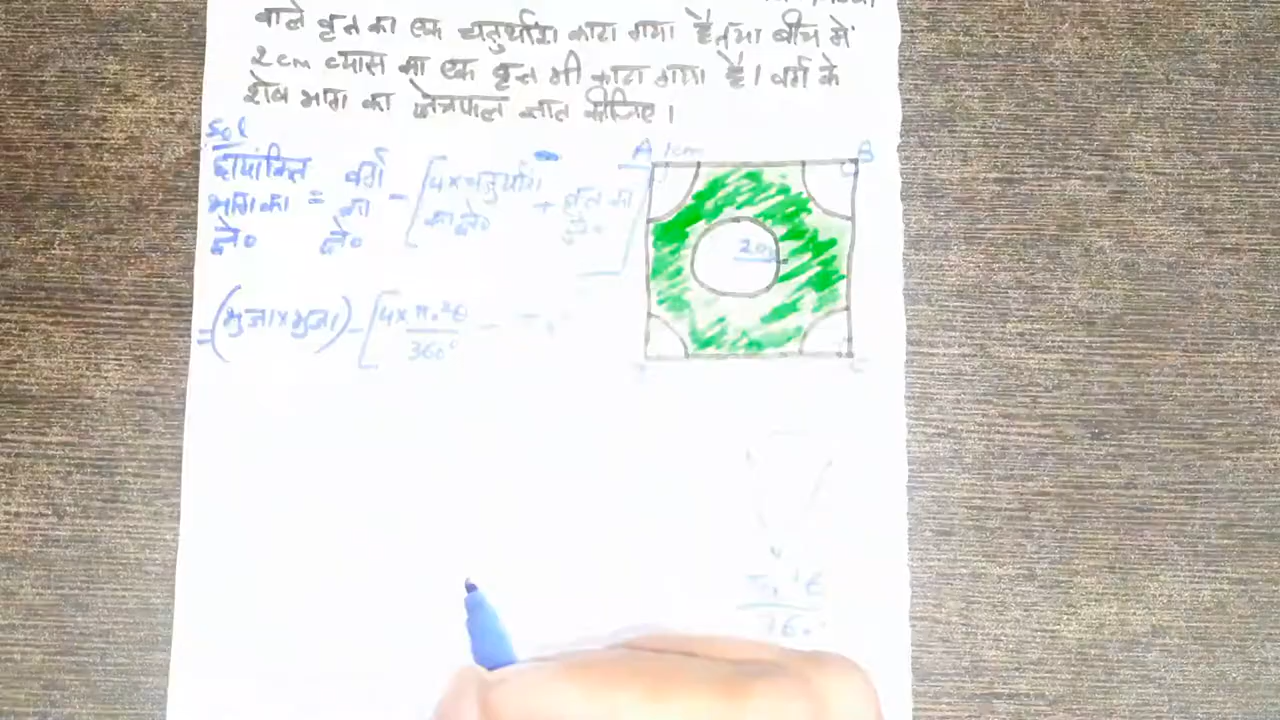 वाले वृत्त का एक चतुर्थांश काटा गया है तथा बीच में
2cm व्यास का एक वृत्त भी काटा गया है। वर्ग के
शेष भाग का क्षेत्रफल ज्ञात कीजिए।
Sol
छायांकित भाग का क्षे० = वर्ग का क्षे० - [4 × चतुर्थांश का क्षे० + वृत्त का क्षे०]
= (भुजा × भुजा) - [4 × πr²θ / 360°
A 1cm B
2cm
C
πr²θ
360°